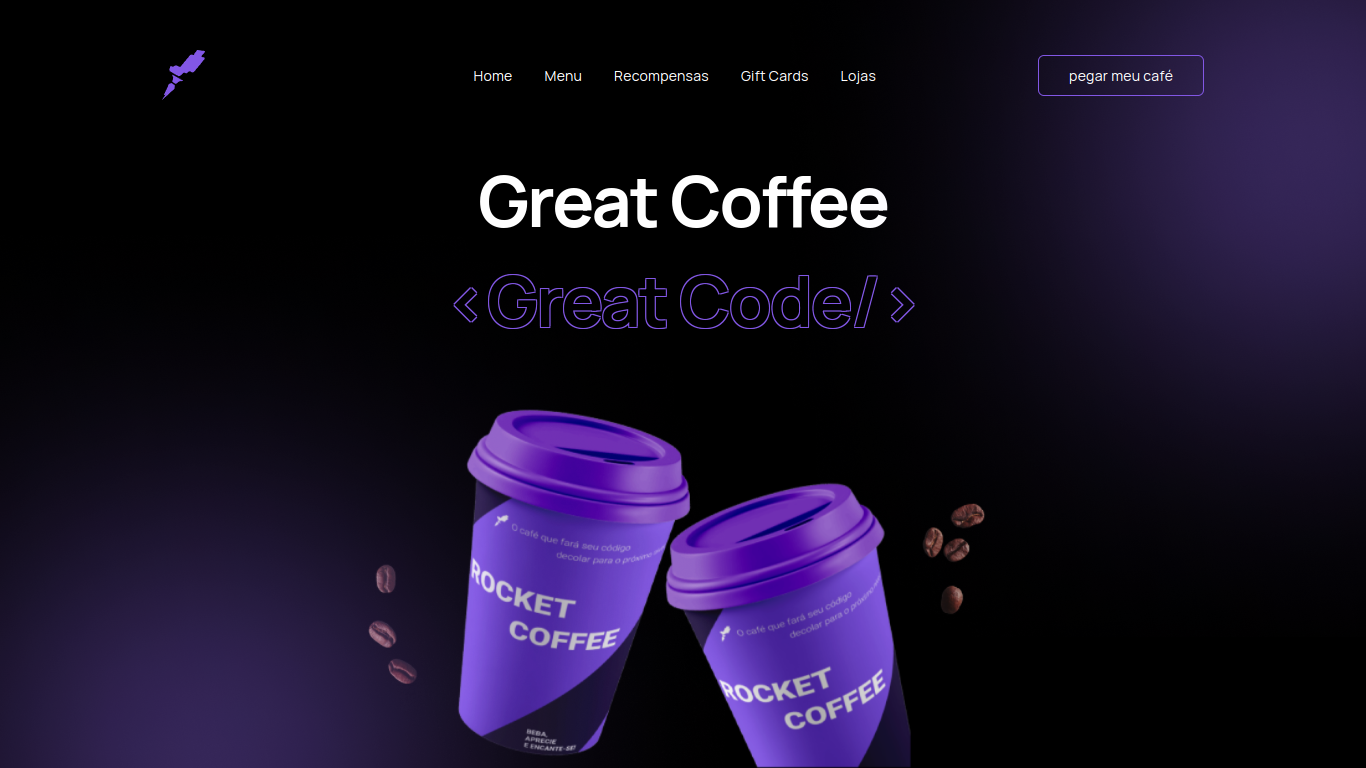 Home Menu Recompensas Gift Cards Lojas pegar meu café
Great Coffee
<Great Code/>
O café que fará seu código
decolar para o próximo
ROCKET
COFFEE
BEBA,
APRECIE
E ENCANTE-SE!
O café que fará seu código
decolar para o próximo
ROCKET
COFFEE